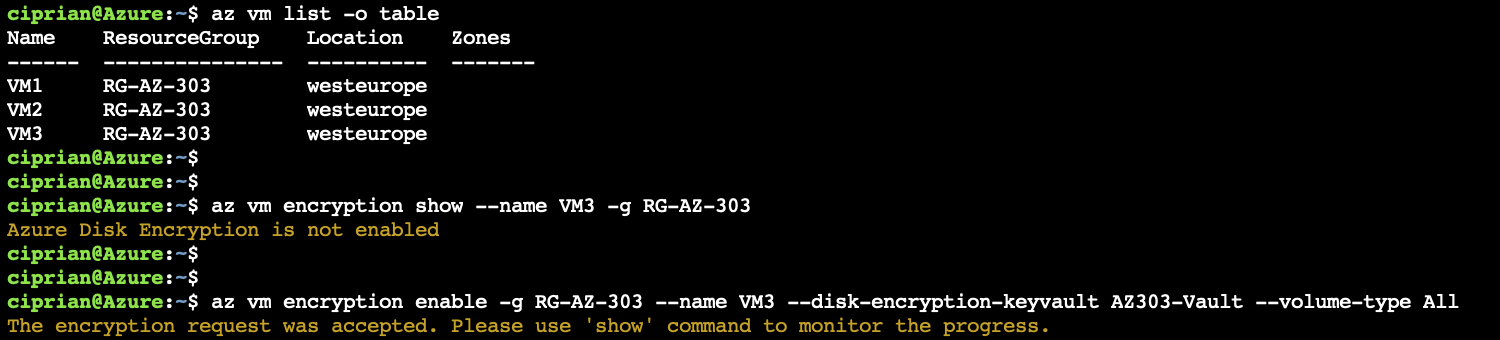 ciprian@Azure:~$ az vm list -o table
Name    ResourceGroup    Location    Zones
------  ---------------  ----------  -------
VM1     RG-AZ-303        westeurope
VM2     RG-AZ-303        westeurope
VM3     RG-AZ-303        westeurope
ciprian@Azure:~$
ciprian@Azure:~$
ciprian@Azure:~$ az vm encryption show --name VM3 -g RG-AZ-303
Azure Disk Encryption is not enabled
ciprian@Azure:~$
ciprian@Azure:~$
ciprian@Azure:~$ az vm encryption enable -g RG-AZ-303 --name VM3 --disk-encryption-keyvault AZ303-Vault --volume-type All
The encryption request was accepted. Please use 'show' command to monitor the progress.